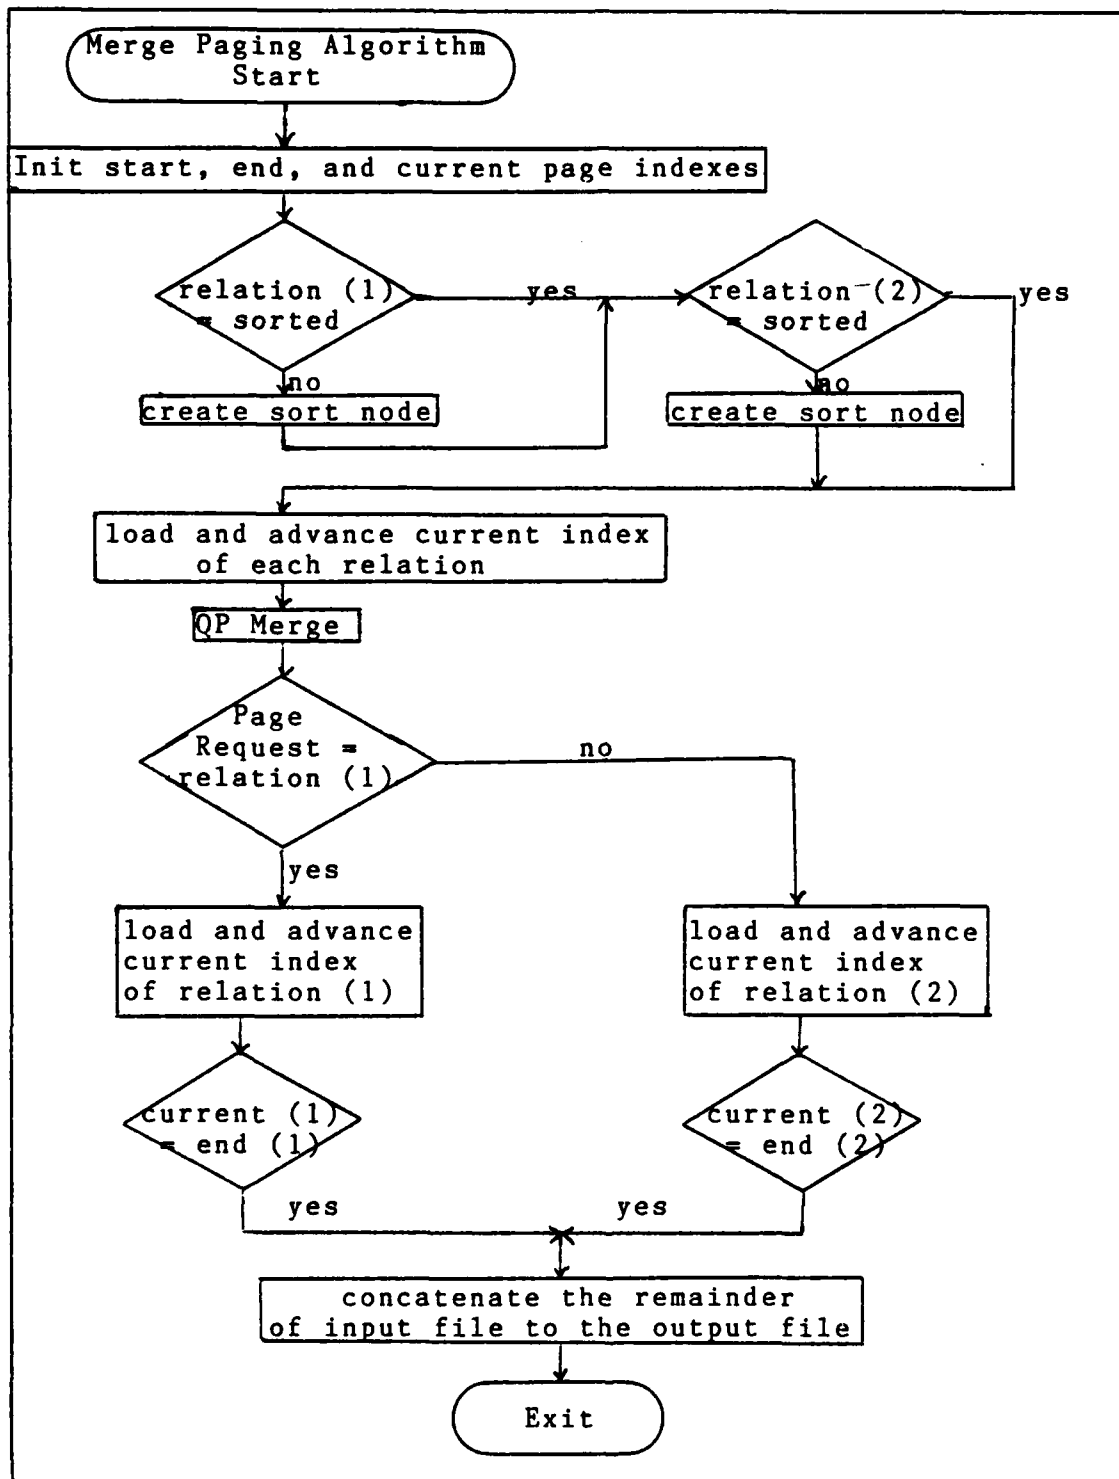 Merge Paging Algorithm
Start
Init start, end, and current page indexes
relation (1)
= sorted
yes
relation (2)
= sorted
yes
no
create sort node
no
create sort node
load and advance current index
of each relation
QP Merge
Page
Request =
relation (1)
no
yes
load and advance
current index
of relation (1)
load and advance
current index
of relation (2)
current (1)
= end (1)
current (2)
= end (2)
yes
yes
concatenate the remainder
of input file to the output file
Exit